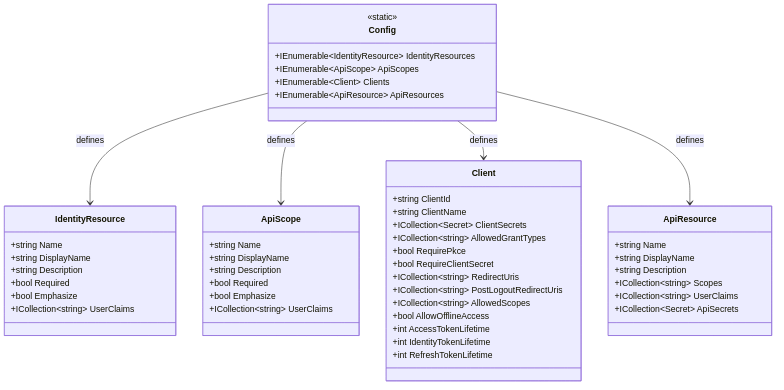 «static»
Config
+IEnumerable<IdentityResource> IdentityResources
+IEnumerable<ApiScope> ApiScopes
+IEnumerable<Client> Clients
+IEnumerable<ApiResource> ApiResources
defines
defines
defines
defines
IdentityResource
+string Name
+string DisplayName
+string Description
+bool Required
+bool Emphasize
+ICollection<string> UserClaims
ApiScope
+string Name
+string DisplayName
+string Description
+bool Required
+bool Emphasize
+ICollection<string> UserClaims
Client
+string ClientId
+string ClientName
+ICollection<Secret> ClientSecrets
+ICollection<string> AllowedGrantTypes
+bool RequirePkce
+bool RequireClientSecret
+ICollection<string> RedirectUris
+ICollection<string> PostLogoutRedirectUris
+ICollection<string> AllowedScopes
+bool AllowOfflineAccess
+int AccessTokenLifetime
+int IdentityTokenLifetime
+int RefreshTokenLifetime
ApiResource
+string Name
+string DisplayName
+string Description
+ICollection<string> Scopes
+ICollection<string> UserClaims
+ICollection<Secret> ApiSecrets